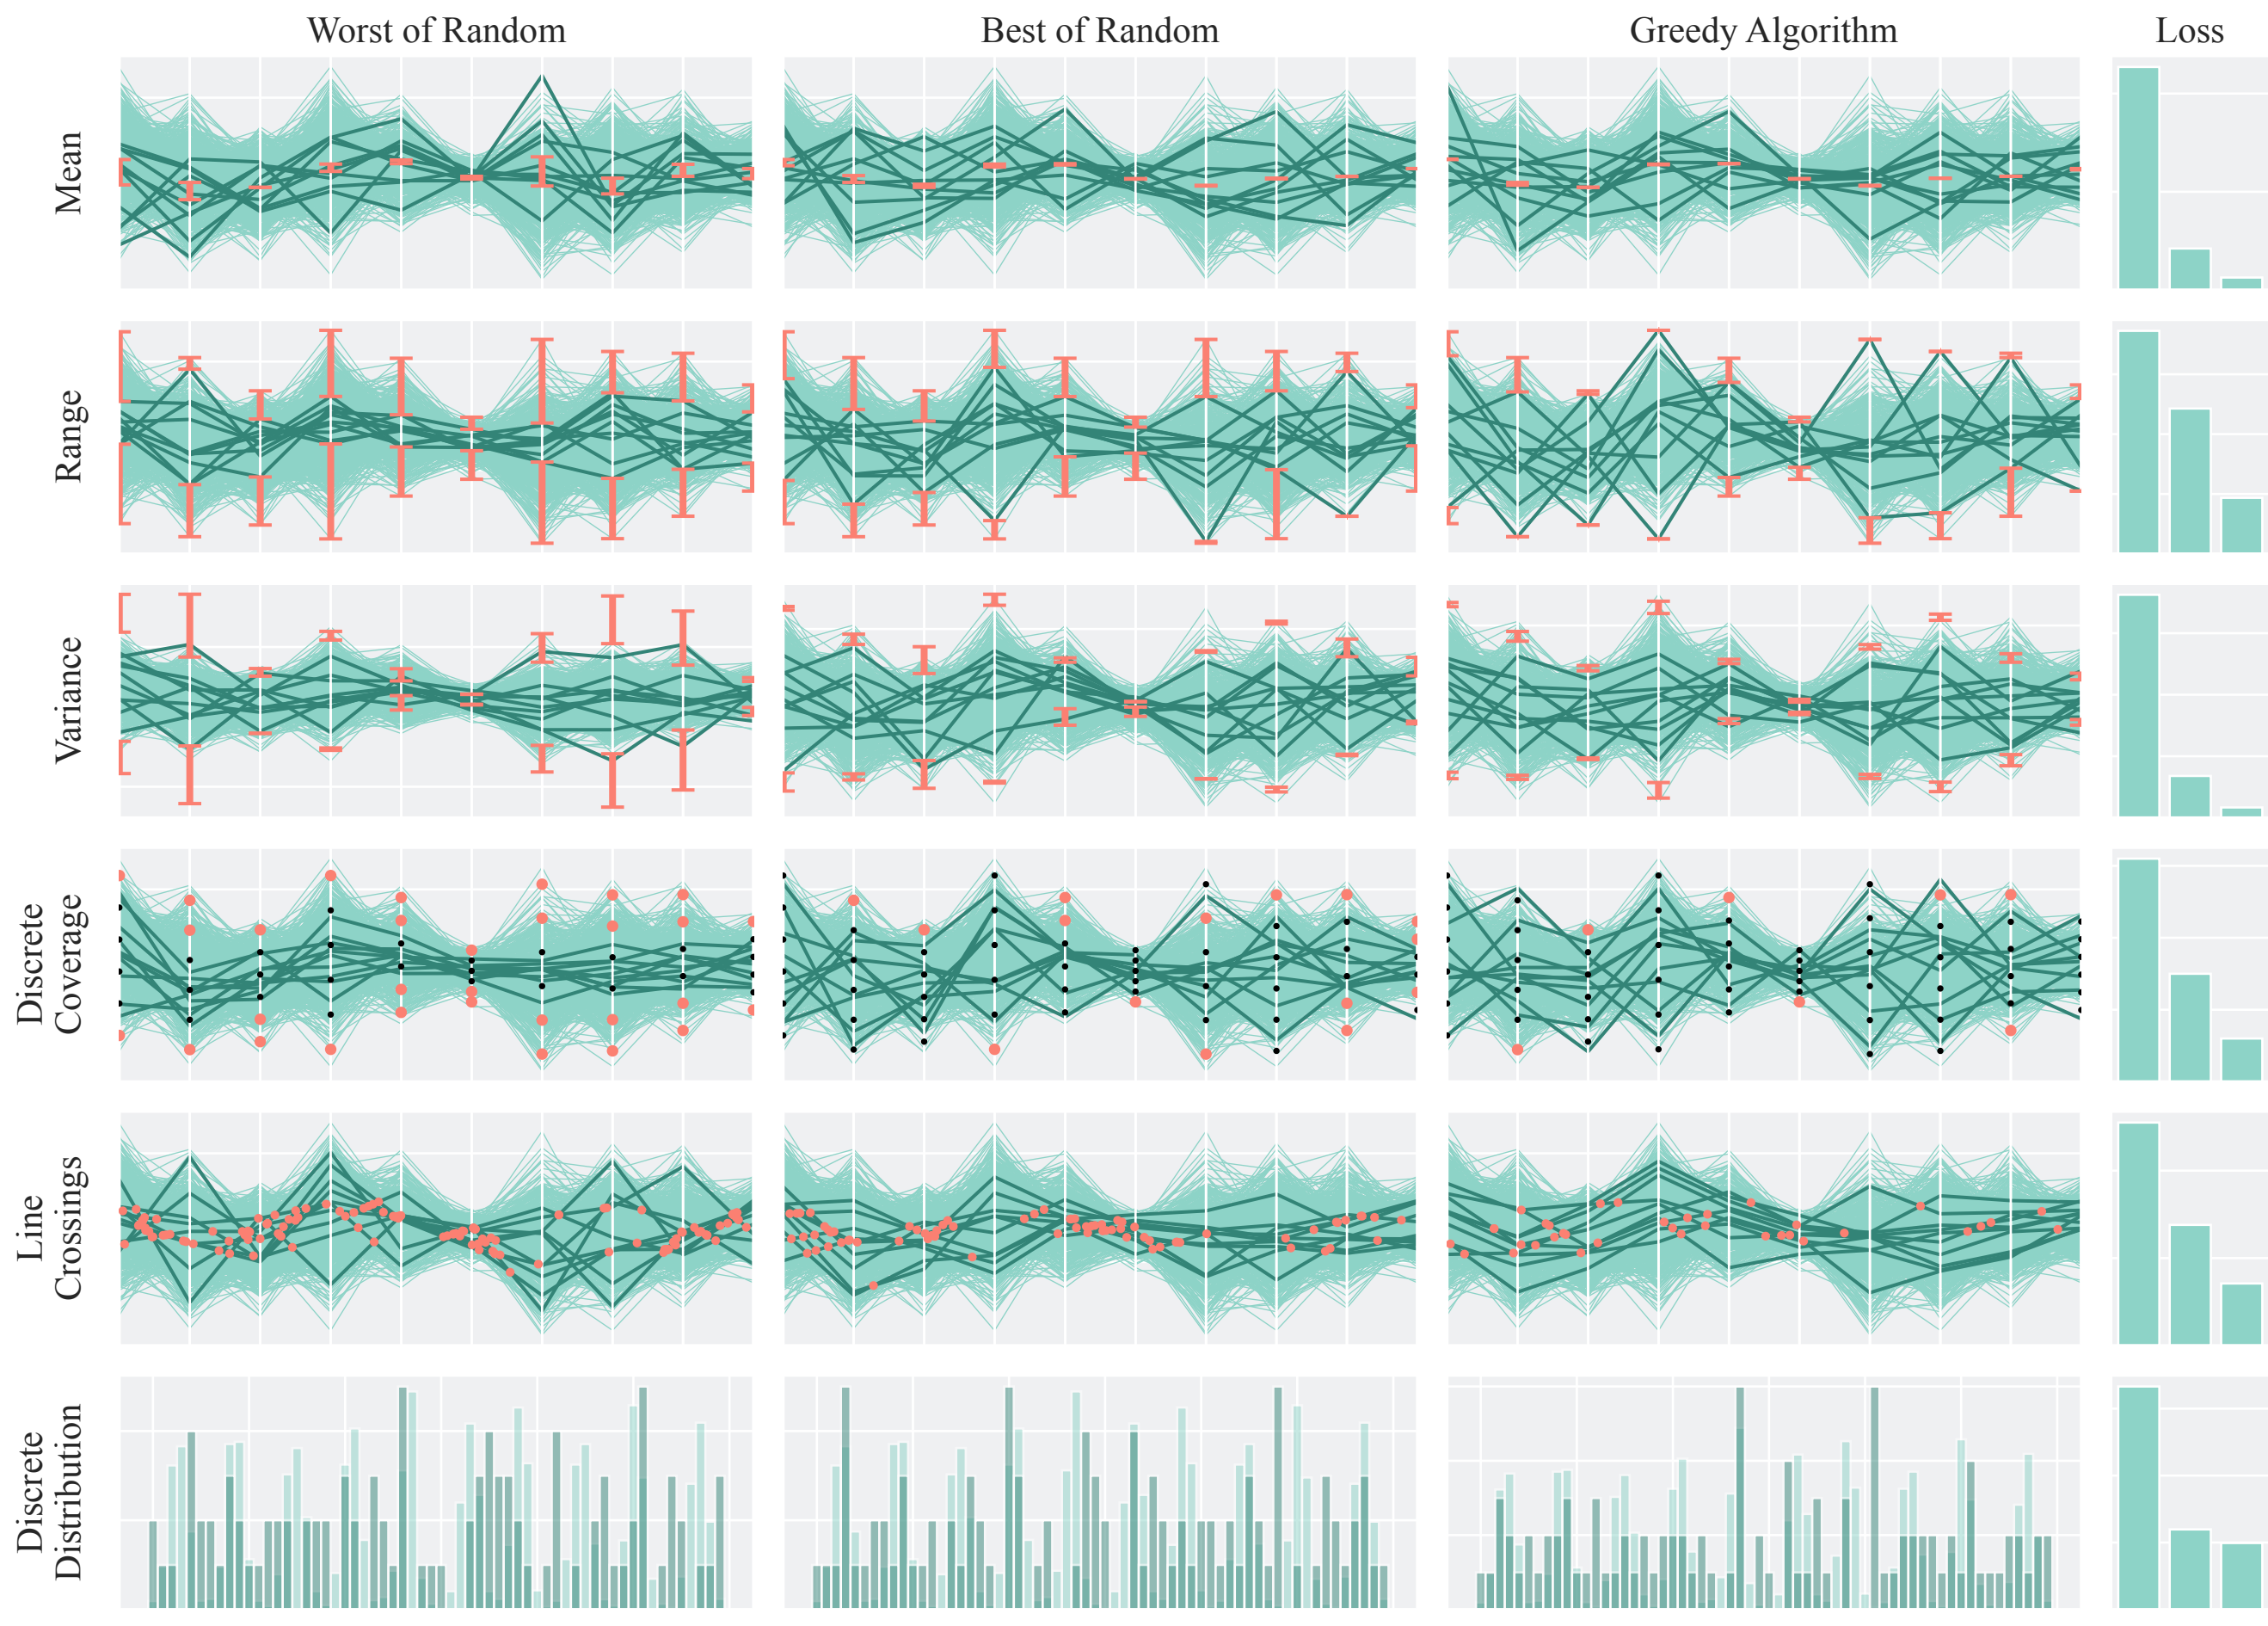 Worst of Random
Best of Random
Greedy Algorithm
Loss
Mean
Range
Variance
Discrete
Coverage
Line
Crossings
Discrete
Distribution